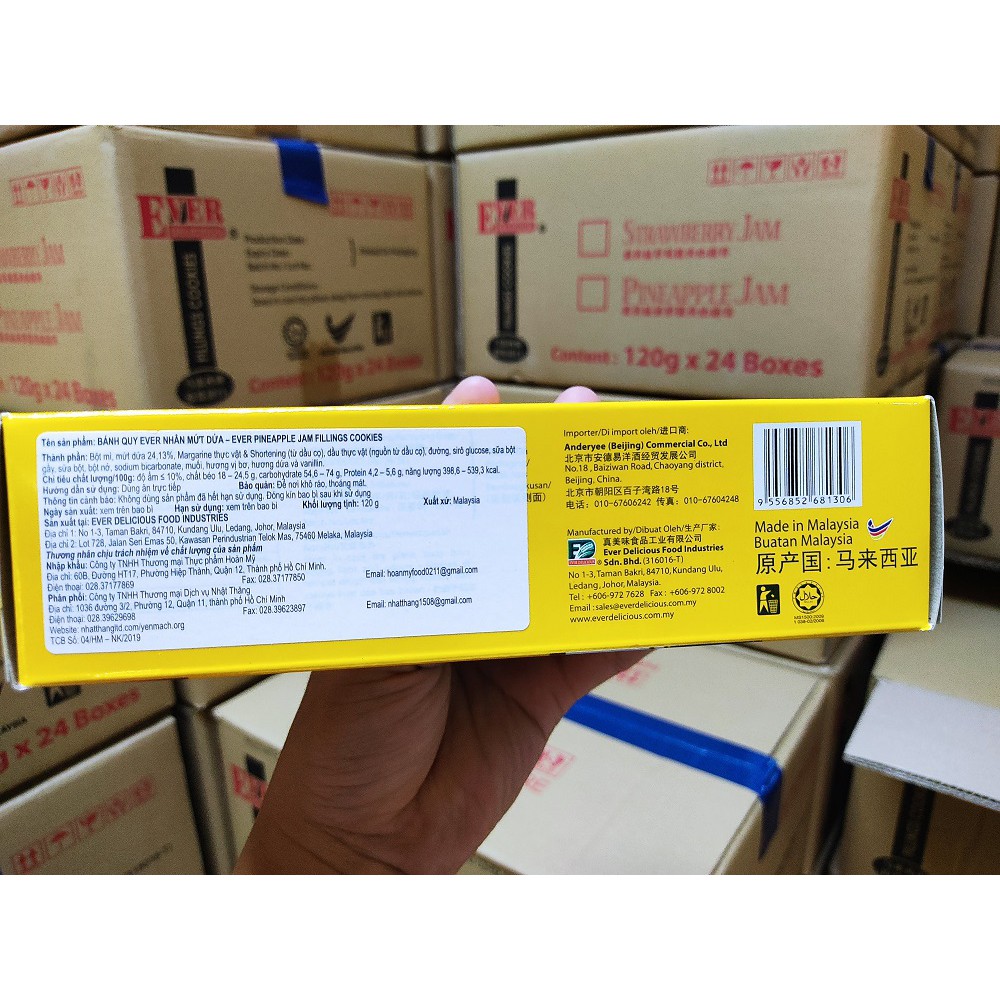 EVER
FILLINGS COOKIES
STRAWBERRY JAM
PINEAPPLE JAM
120g x 24 Boxes
EVER
FILLINGS COOKIES
STRAWBERRY JAM
PINEAPPLE JAM
Content : 120g x 24 Boxes
Tên sản phẩm: BÁNH QUY EVER NHÂN MỨT DỨA – EVER PINEAPPLE JAM FILLINGS COOKIES
Thành phần: Bột mì, mứt dứa 24,13%, Margarine thực vật & Shortening (từ dầu cọ), dầu thực vật (nguồn từ dầu cọ), đường, sirô glucose, sữa bột
gầy, sữa bột, bột nở, sodium bicarbonate, muối, hương vị bơ, hương dứa và vanillin.
Chỉ tiêu chất lượng/100g: độ ẩm ≤ 10%, chất béo 18 – 24,5 g, carbohydrate 54,6 – 74 g, Protein 4,2 – 5,6 g, năng lượng 398,6 – 539,3 kcal.
Hướng dẫn sử dụng: Dùng ăn trực tiếp Bảo quản: Để nơi khô ráo, thoáng mát.
Thông tin cảnh báo: Không dùng sản phẩm đã hết hạn sử dụng. Đóng kín bao bì sau khi sử dụng
Ngày sản xuất: xem trên bao bì Hạn sử dụng: xem trên bao bì Khối lượng tịnh: 120 g Xuất xứ: Malaysia
Sản xuất tại: EVER DELICIOUS FOOD INDUSTRIES
Địa chỉ 1: No 1-3, Taman Bakri, 84710, Kundang Ulu, Ledang, Johor, Malaysia
Địa chỉ 2: Lot 728, Jalan Seri Emas 50, Kawasan Perindustrian Telok Mas, 75460 Melaka, Malaysia
Thương nhân chịu trách nhiệm về chất lượng của sản phẩm
Nhập khẩu: Công ty TNHH Thương mại Thực phẩm Hoàn Mỹ
Địa chỉ: 60B, Đường HT17, Phường Hiệp Thành, Quận 12, Thành phố Hồ Chí Minh.
Điện thoại: 028.37177869 Fax: 028.37177850 Email: hoanmyfood0211@gmail.com
Phân phối: Công ty TNHH Thương mại Dịch vụ Nhật Thăng
Địa chỉ: 1036 đường 3/2, Phường 12, Quận 11, thành phố Hồ Chí Minh
Điện thoại: 028.39629698 Fax: 028.39623897 Email: nhatthang1508@gmail.com
Website: nhatthangltd.com/yenmach.org
TCB Số: 04/HM – NK/2019
kusan/
侧面)
Importer/Di import oleh/进口商:
Anderyee (Beijing) Commercial Co., Ltd
北京市安德易洋酒经贸发展公司
No.18 , Baiziwan Road, Chaoyang district,
Beijing, China.
北京市朝阳区百子湾路18号
电话: 010-67606242 传真: 010-67604248
Manufactured by/Dibuat Oleh/生产厂家:
真美味食品工业有限公司
Ever Delicious Food Industries
Sdn. Bhd. (316016-T)
No 1-3,Taman Bakri, 84710, Kundang Ulu,
Ledang, Johor, Malaysia.
Tel : +606-972 7628 Fax : +606-972 8002
Email : sales@everdelicious.com.my
www.everdelicious.com.my
9 556852 681306
Made in Malaysia
Buatan Malaysia
原产国: 马来西亚
g x 24 Boxes
EVER